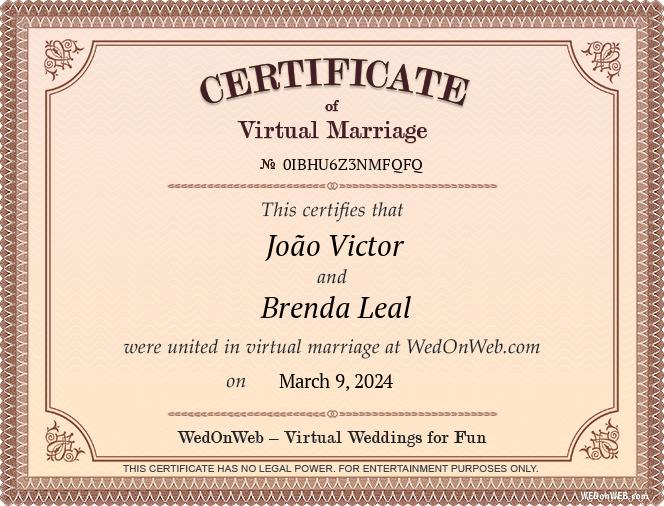 CERTIFICATE
of
Virtual Marriage
№ 0IBHU6Z3NMFQFQ
This certifies that
João Victor
and
Brenda Leal
were united in virtual marriage at WedOnWeb.com
on March 9, 2024
WedOnWeb – Virtual Weddings for Fun
THIS CERTIFICATE HAS NO LEGAL POWER. FOR ENTERTAINMENT PURPOSES ONLY.
WEDonWEB.com